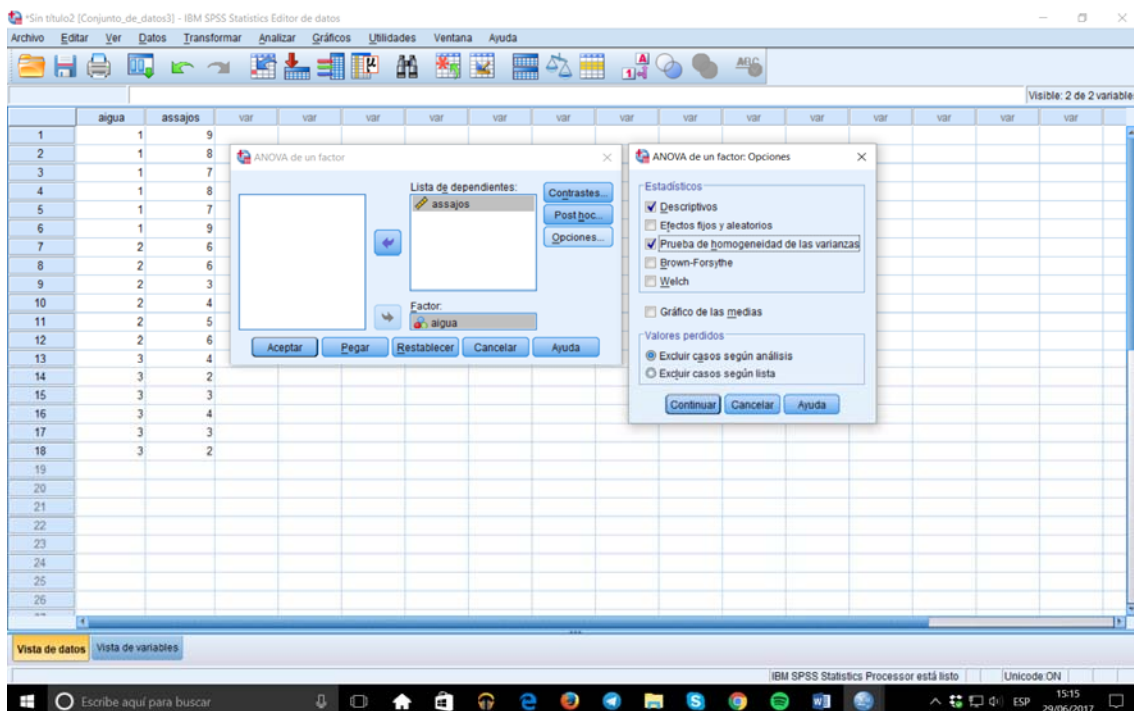 *Sin título2 [Conjunto_de_datos3] - IBM SPSS Statistics Editor de datos
Archivo Editar Ver Datos Transformar Analizar Gráficos Utilidades Ventana Ayuda
Visible: 2 de 2 variable
aigua assajos var var var var var var var var var var var var var var
1 1 9
2 1 8
3 1 7
4 1 8
5 1 7
6 1 9
7 2 6
8 2 6
9 2 3
10 2 4
11 2 5
12 2 6
13 3 4
14 3 2
15 3 3
16 3 4
17 3 3
18 3 2
19
20
21
22
23
24
25
26
ANOVA de un factor
Lista de dependientes:
assajos
Contrastes...
Post hoc...
Opciones...
Factor:
aigua
Aceptar Pegar Restablecer Cancelar Ayuda
ANOVA de un factor: Opciones
Estadísticos
Descriptivos
Efectos fijos y aleatorios
Prueba de homogeneidad de las varianzas
Brown-Forsythe
Welch
Gráfico de las medias
Valores perdidos
Excluir casos según análisis
Excluir casos según lista
Continuar Cancelar Ayuda
Vista de datos Vista de variables
IBM SPSS Statistics Processor está listo Unicode:ON
Escribe aquí para buscar
ESP
15:15
29/06/2017